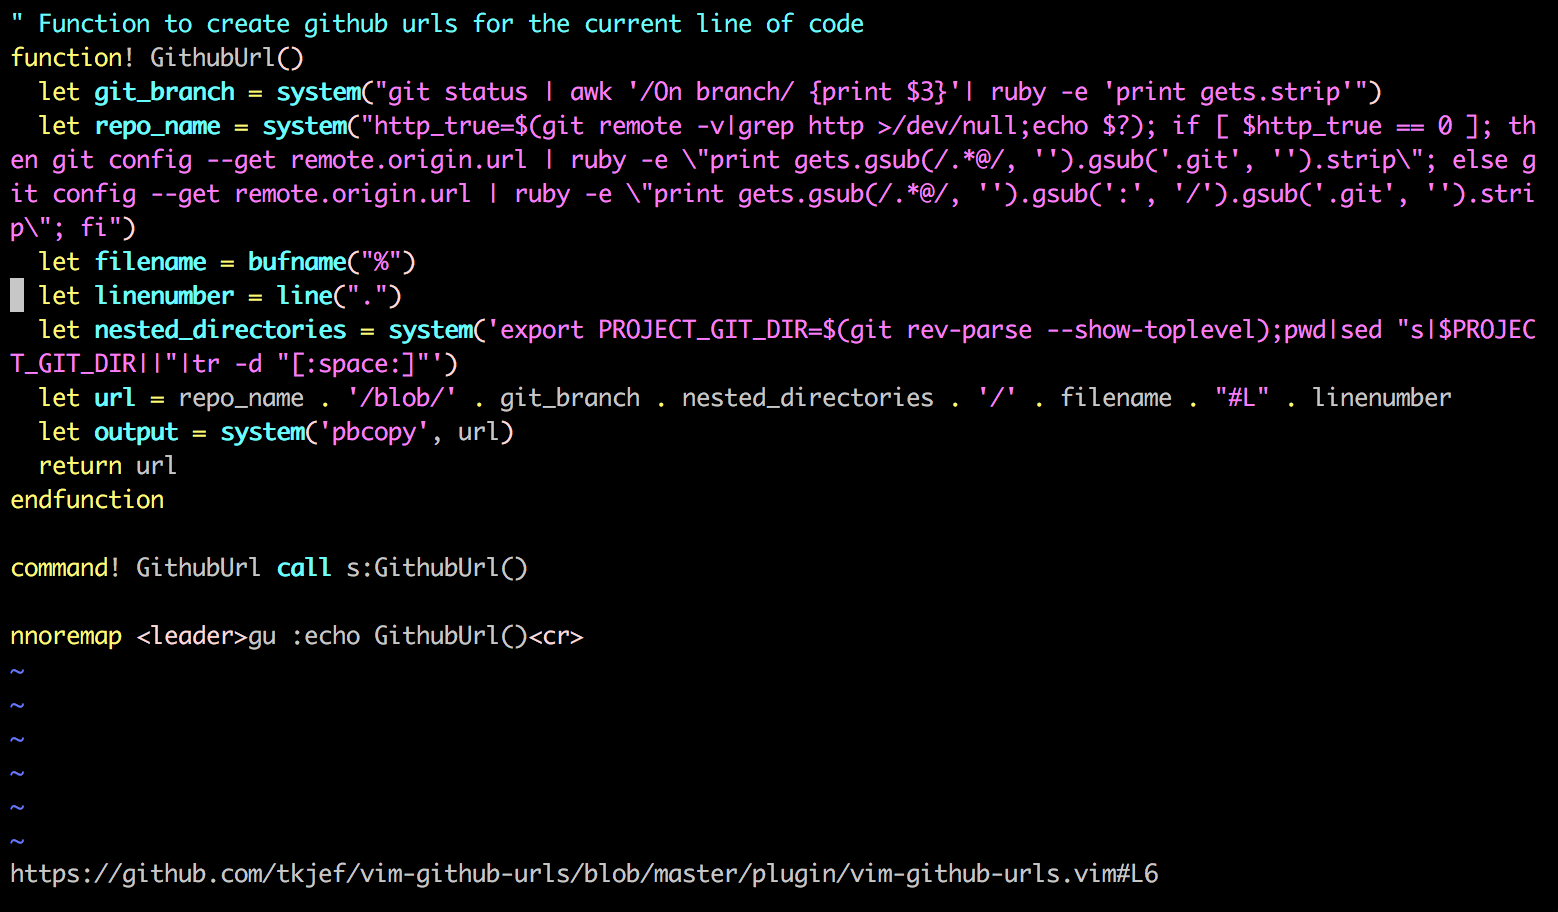 " Function to create github urls for the current line of code
function! GithubUrl()
  let git_branch = system("git status | awk '/On branch/ {print $3}'| ruby -e 'print gets.strip'")
  let repo_name = system("http_true=$(git remote -v|grep http >/dev/null;echo $?); if [ $http_true == 0 ]; th
en git config --get remote.origin.url | ruby -e \"print gets.gsub(/.*@/, '').gsub('.git', '').strip\"; else g
it config --get remote.origin.url | ruby -e \"print gets.gsub(/.*@/, '').gsub(':', '/').gsub('.git', '').stri
p\"; fi")
  let filename = bufname("%")
  let linenumber = line(".")
  let nested_directories = system('export PROJECT_GIT_DIR=$(git rev-parse --show-toplevel);pwd|sed "s|$PROJEC
T_GIT_DIR||"|tr -d "[:space:]"')
  let url = repo_name . '/blob/' . git_branch . nested_directories . '/' . filename . "#L" . linenumber
  let output = system('pbcopy', url)
  return url
endfunction

command! GithubUrl call s:GithubUrl()

nnoremap <leader>gu :echo GithubUrl()<cr>
~
~
~
~
~
~
https://github.com/tkjef/vim-github-urls/blob/master/plugin/vim-github-urls.vim#L6